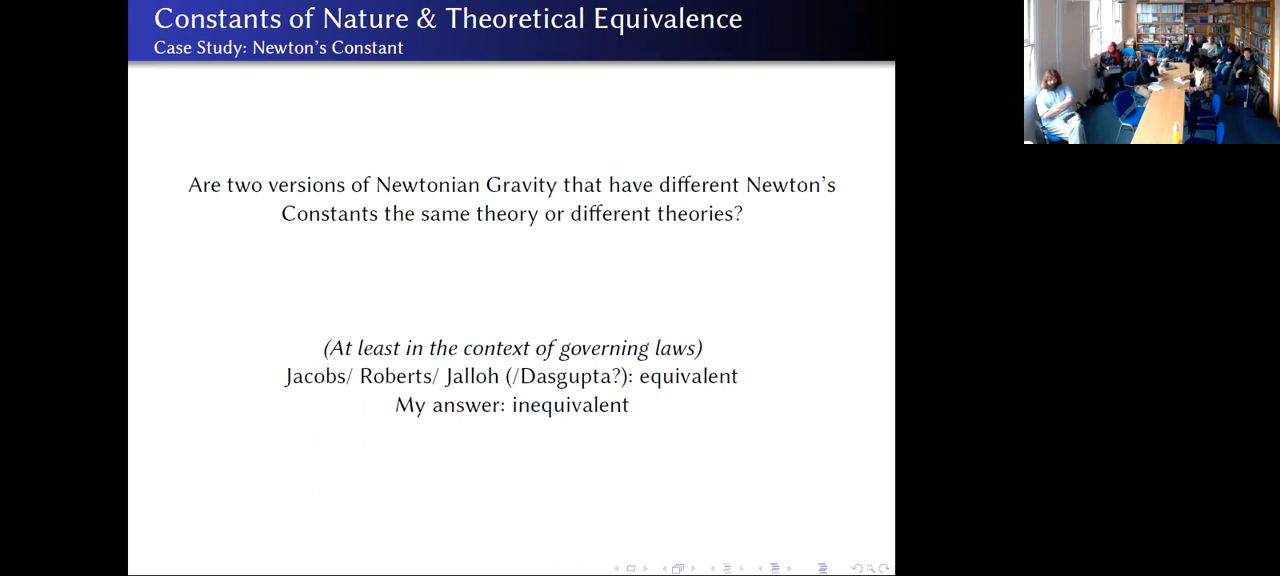 Constants of Nature & Theoretical Equivalence
Case Study: Newton's Constant
Are two versions of Newtonian Gravity that have different Newton's
Constants the same theory or different theories?
(At least in the context of governing laws)
Jacobs/ Roberts/ Jalloh (/Dasgupta?): equivalent
My answer: inequivalent